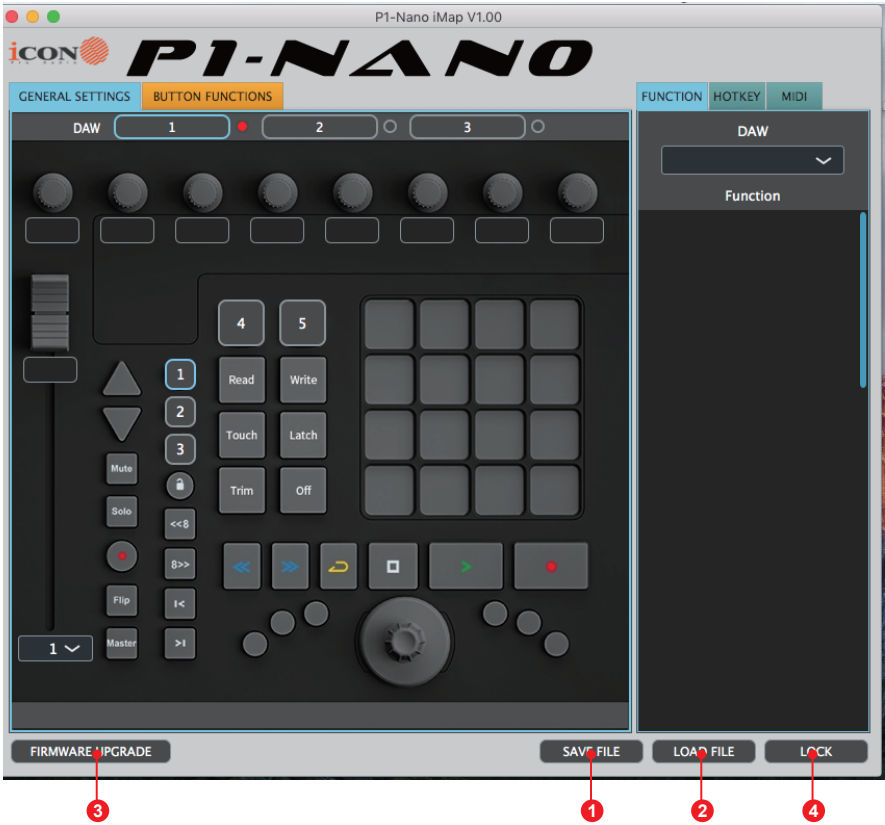 P1-Nano iMap V1.00
iCON
PRO AUDIO
P1-NANO
GENERAL SETTINGS BUTTON FUNCTIONS
FUNCTION HOTKEY MIDI
DAW 1 2 3
DAW
Function
4 5
1
Read Write
2
Touch Latch
3
Mute
Trim Off
Solo
<<8
8>>
<< >> >
Flip
I<
1
Master
>I
FIRMWARE UPGRADE SAVE FILE LOAD FILE LOCK
3 1 2 4